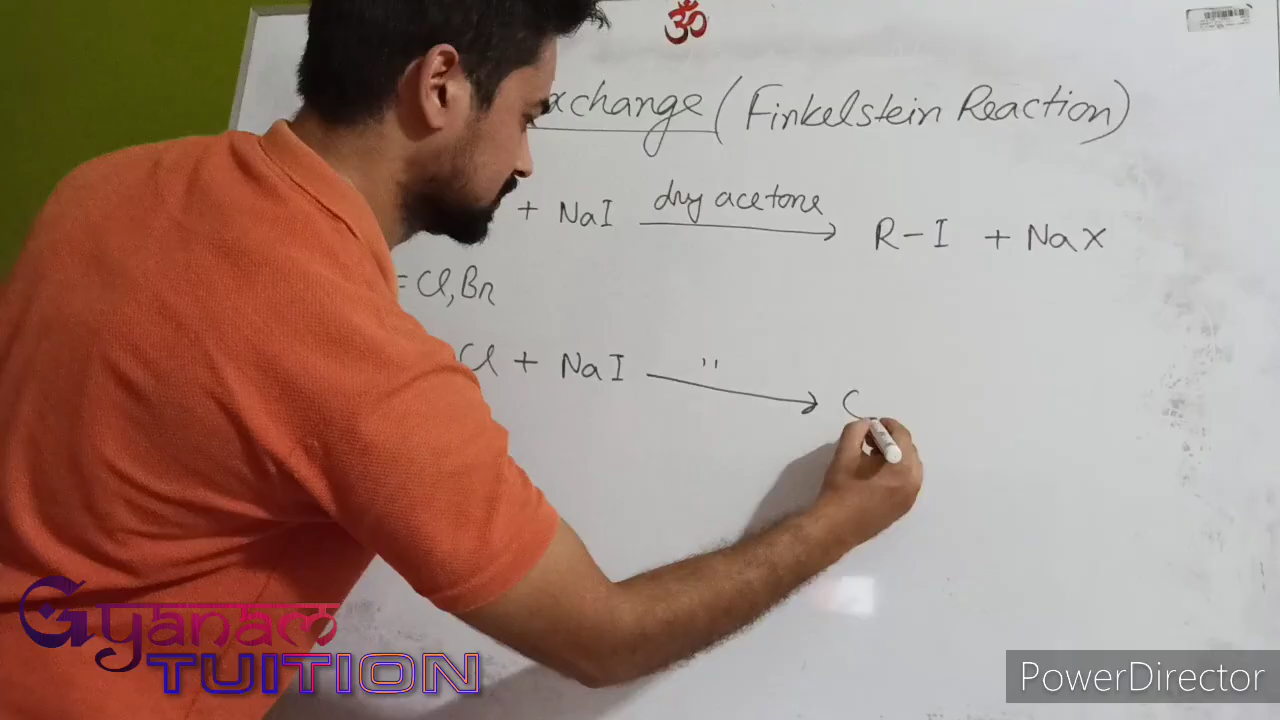 ॐ
xchange (Finkelstein Reaction)
+ NaI dry acetone → R-I + NaX
= Cl, Br
Cl + NaI " → C
Gyanam
TUITION
PowerDirector